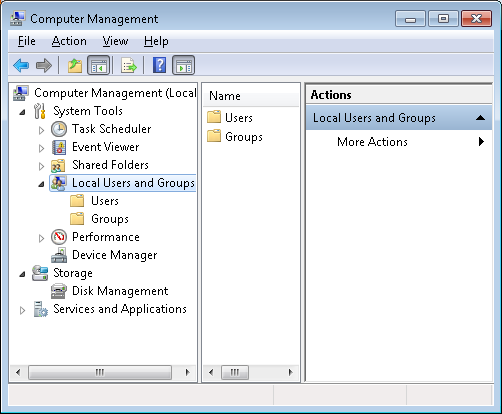 Computer Management
File Action View Help
Computer Management (Local
System Tools
Task Scheduler
Event Viewer
Shared Folders
Local Users and Groups
Users
Groups
Performance
Device Manager
Storage
Disk Management
Services and Applications
Name
Users
Groups
Actions
Local Users and Groups
More Actions